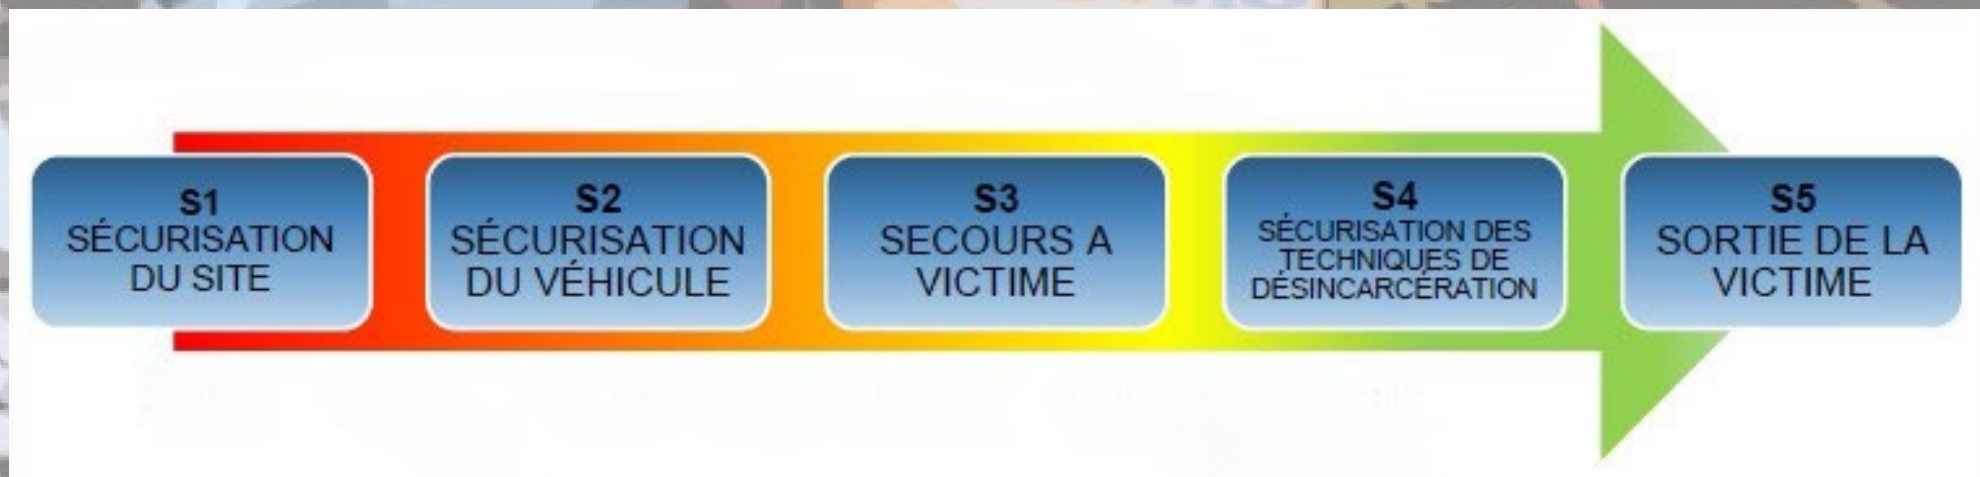 S1
SÉCURISATION
DU SITE
S2
SÉCURISATION
DU VÉHICULE
S3
SECOURS A
VICTIME
S4
SÉCURISATION DES
TECHNIQUES DE
DÉSINCARCÉRATION
S5
SORTIE DE LA
VICTIME